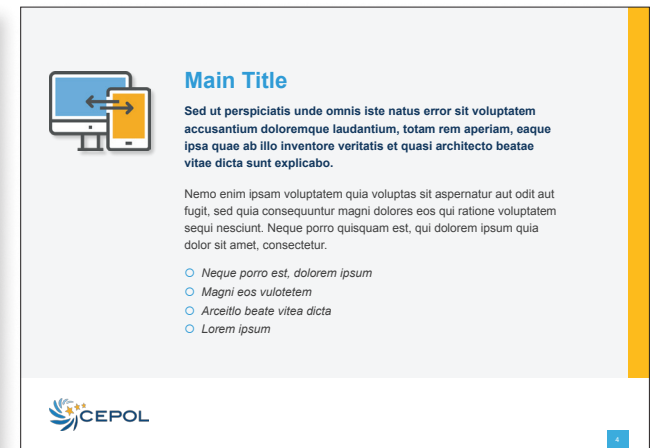 Main Title
Sed ut perspiciatis unde omnis iste natus error sit voluptatem
accusantium doloremque laudantium, totam rem aperiam, eaque
ipsa quae ab illo inventore veritatis et quasi architecto beatae
vitae dicta sunt explicabo.
Nemo enim ipsam voluptatem quia voluptas sit aspernatur aut odit aut
fugit, sed quia consequuntur magni dolores eos qui ratione voluptatem
sequi nesciunt. Neque porro quisquam est, qui dolorem ipsum quia
dolor sit amet, consectetur.
Neque porro est, dolorem ipsum
Magni eos vulotetem
Arceitlo beate vitea dicta
Lorem ipsum
CEPOL
4